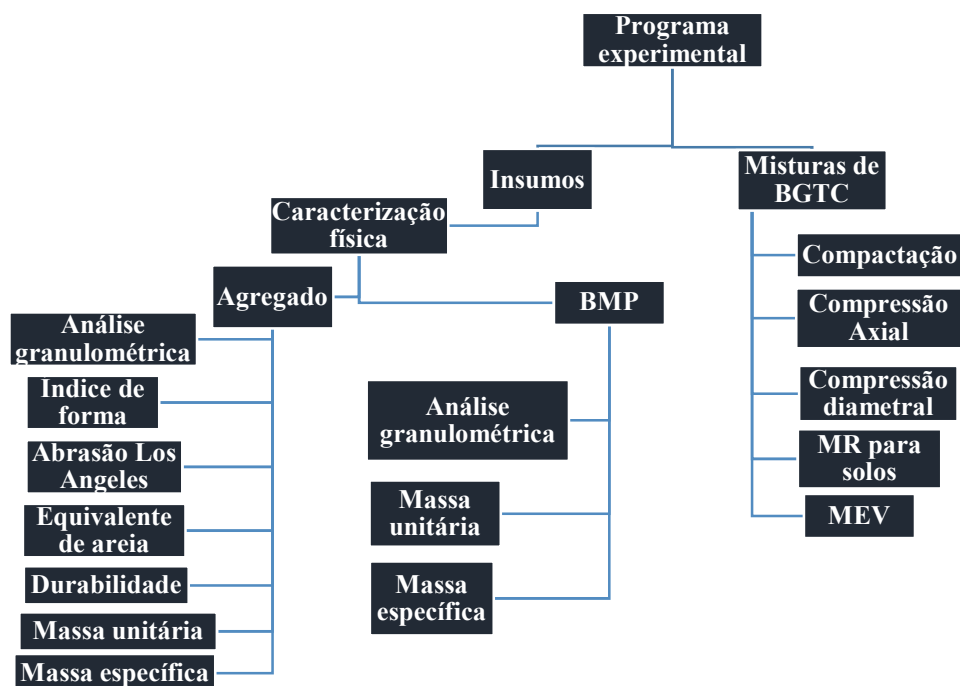 Programa
experimental
Insumos
Misturas de
BGTC
Caracterização
física
Agregado
BMP
Análise
granulométrica
Índice de
forma
Abrasão Los
Angeles
Equivalente
de areia
Durabilidade
Massa unitária
Massa específica
Análise
granulométrica
Massa
unitária
Massa
específica
Compactação
Compressão
Axial
Compressão
diametral
MR para
solos
MEV